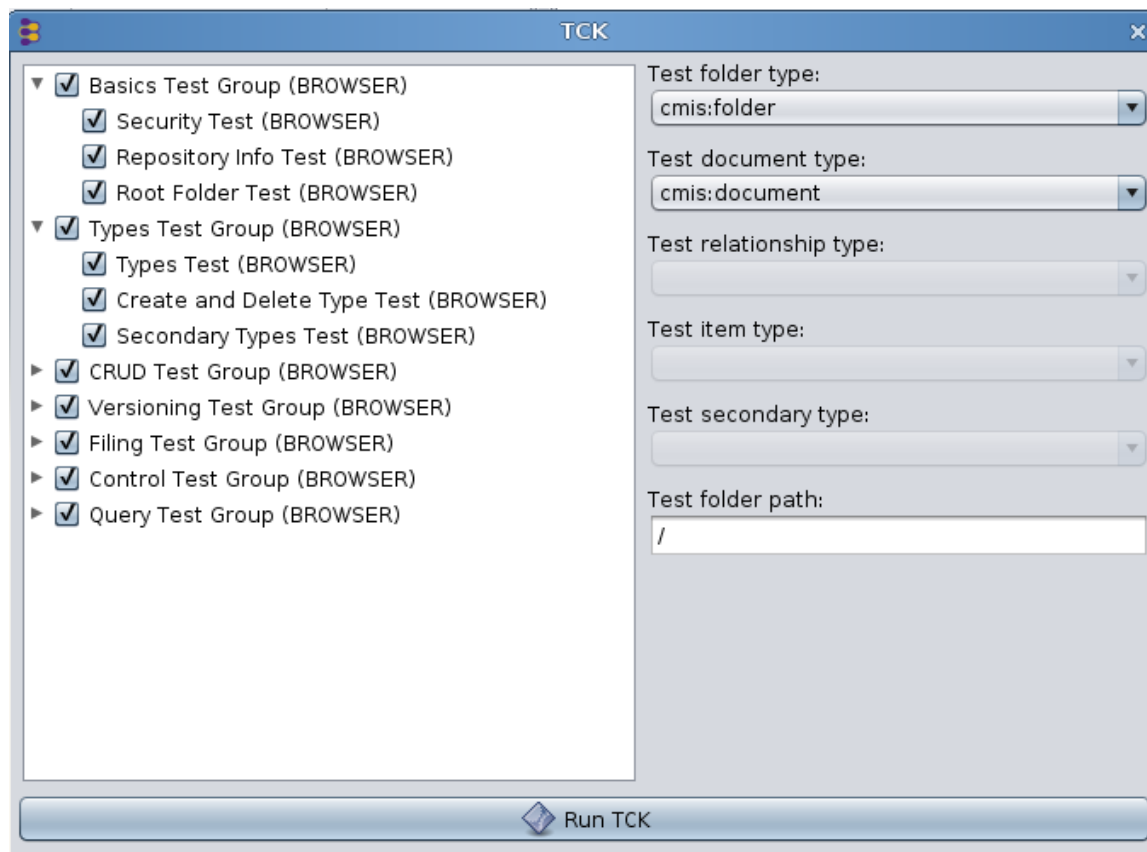 TCK
Basics Test Group (BROWSER)
Security Test (BROWSER)
Repository Info Test (BROWSER)
Root Folder Test (BROWSER)
Types Test Group (BROWSER)
Types Test (BROWSER)
Create and Delete Type Test (BROWSER)
Secondary Types Test (BROWSER)
CRUD Test Group (BROWSER)
Versioning Test Group (BROWSER)
Filing Test Group (BROWSER)
Control Test Group (BROWSER)
Query Test Group (BROWSER)
Test folder type:
cmis:folder
Test document type:
cmis:document
Test relationship type:
Test item type:
Test secondary type:
Test folder path:
/
Run TCK